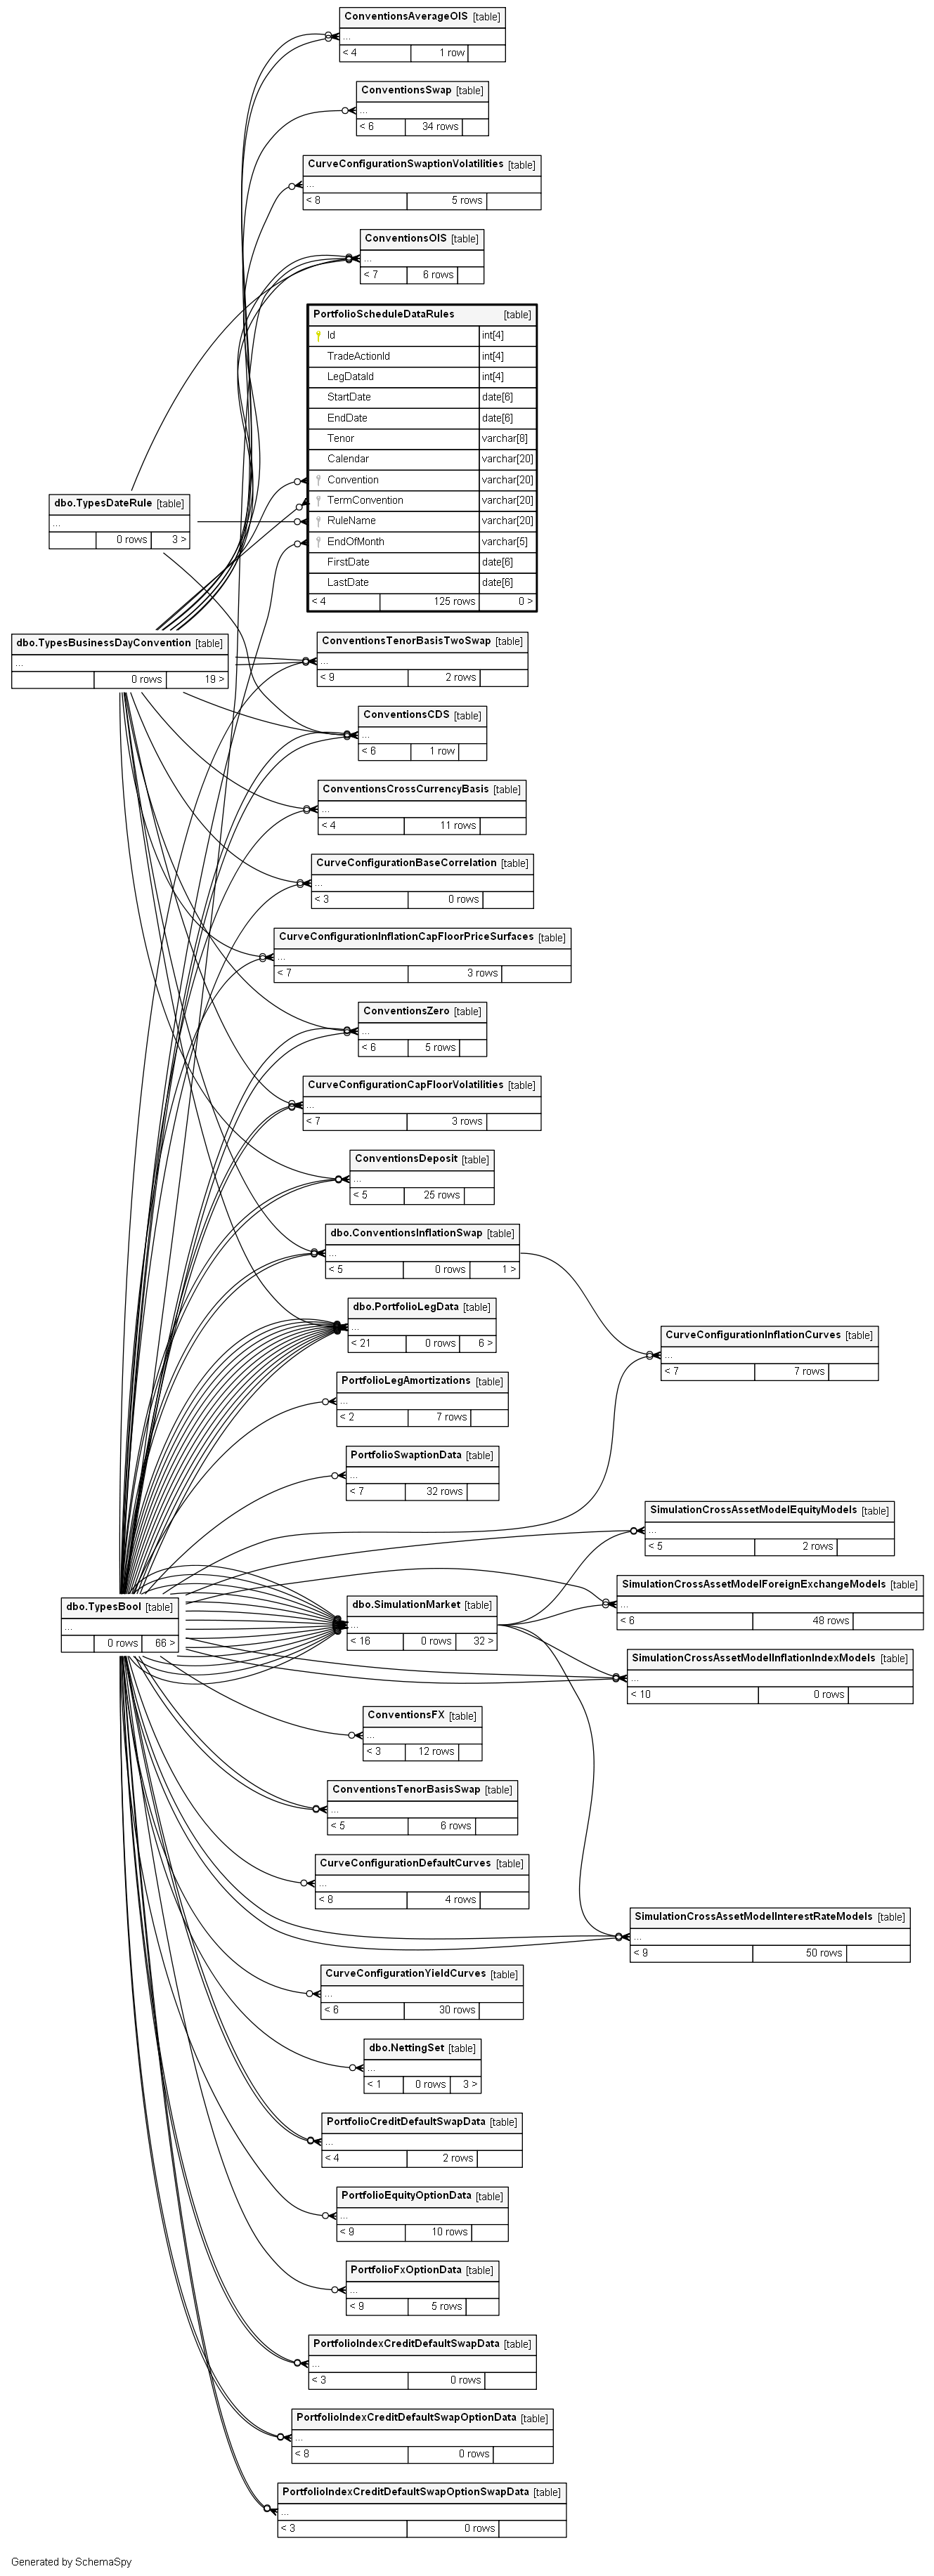 ConventionsAverageOIS [table]
...
< 4 1 row
ConventionsSwap [table]
...
< 6 34 rows
CurveConfigurationSwaptionVolatilities [table]
...
< 8 5 rows
ConventionsOIS [table]
...
< 7 6 rows
PortfolioScheduleDataRules [table]
Id int[4]
TradeActionId int[4]
LegDataId int[4]
StartDate date[6]
EndDate date[6]
Tenor varchar[8]
Calendar varchar[20]
Convention varchar[20]
TermConvention varchar[20]
RuleName varchar[20]
EndOfMonth varchar[5]
FirstDate date[6]
LastDate date[6]
< 4 125 rows 0 >
dbo.TypesDateRule [table]
...
0 rows 3 >
dbo.TypesBusinessDayConvention [table]
...
0 rows 19 >
ConventionsTenorBasisTwoSwap [table]
...
< 9 2 rows
ConventionsCDS [table]
...
< 6 1 row
ConventionsCrossCurrencyBasis [table]
...
< 4 11 rows
CurveConfigurationBaseCorrelation [table]
...
< 3 0 rows
CurveConfigurationInflationCapFloorPriceSurfaces [table]
...
< 7 3 rows
ConventionsZero [table]
...
< 6 5 rows
CurveConfigurationCapFloorVolatilities [table]
...
< 7 3 rows
ConventionsDeposit [table]
...
< 5 25 rows
dbo.ConventionsInflationSwap [table]
...
< 5 0 rows 1 >
dbo.PortfolioLegData [table]
...
< 21 0 rows 6 >
CurveConfigurationInflationCurves [table]
...
< 7 7 rows
PortfolioLegAmortizations [table]
...
< 2 7 rows
PortfolioSwaptionData [table]
...
< 7 32 rows
SimulationCrossAssetModelEquityModels [table]
...
< 5 2 rows
SimulationCrossAssetModelForeignExchangeModels [table]
...
< 6 48 rows
dbo.TypesBool [table]
...
0 rows 66 >
dbo.SimulationMarket [table]
...
< 16 0 rows 32 >
SimulationCrossAssetModelInflationIndexModels [table]
...
< 10 0 rows
ConventionsFX [table]
...
< 3 12 rows
ConventionsTenorBasisSwap [table]
...
< 5 6 rows
CurveConfigurationDefaultCurves [table]
...
< 8 4 rows
SimulationCrossAssetModelInterestRateModels [table]
...
< 9 50 rows
CurveConfigurationYieldCurves [table]
...
< 6 30 rows
dbo.NettingSet [table]
...
< 1 0 rows 3 >
PortfolioCreditDefaultSwapData [table]
...
< 4 2 rows
PortfolioEquityOptionData [table]
...
< 9 10 rows
PortfolioFxOptionData [table]
...
< 9 5 rows
PortfolioIndexCreditDefaultSwapData [table]
...
< 3 0 rows
PortfolioIndexCreditDefaultSwapOptionData [table]
...
< 8 0 rows
PortfolioIndexCreditDefaultSwapOptionSwapData [table]
...
< 3 0 rows
Generated by SchemaSpy